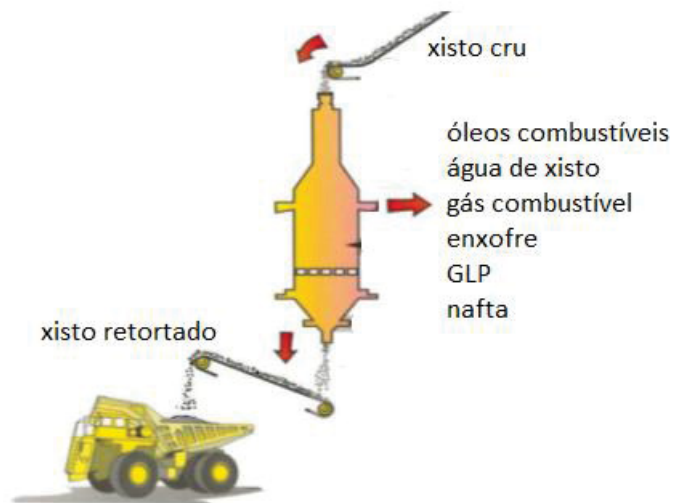 xisto cru
óleos combustíveis
água de xisto
gás combustível
enxofre
GLP
nafta
xisto retortado